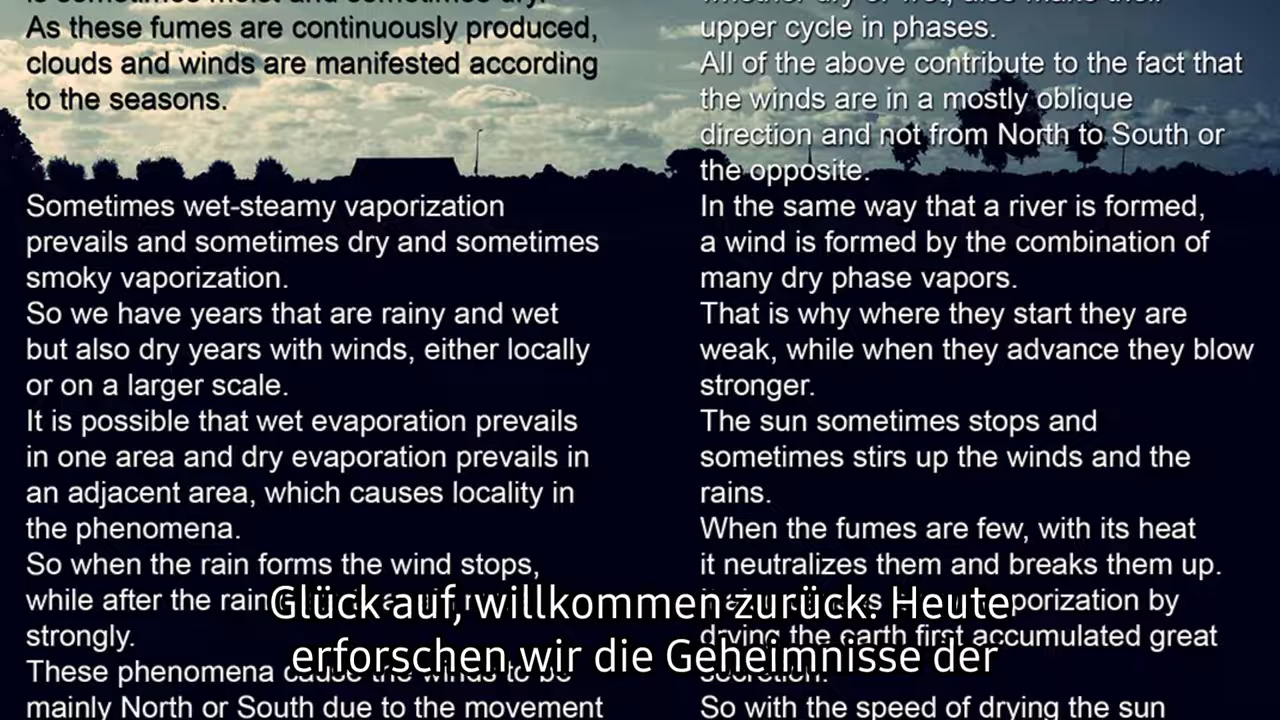 As these fumes are continuously produced,
clouds and winds are manifested according
to the seasons.
Sometimes wet-steamy vaporization
prevails and sometimes dry and sometimes
smoky vaporization.
So we have years that are rainy and wet
but also dry years with winds, either locally
or on a larger scale.
It is possible that wet evaporation prevails
in one area and dry evaporation prevails in
an adjacent area, which causes locality in
the phenomena.
So when the rain forms the wind stops,
while after the rain
strongly.
These phenomena cause the winds to be
mainly North or South due to the movement
upper cycle in phases.
All of the above contribute to the fact that
the winds are in a mostly oblique
direction and not from North to South or
the opposite.
In the same way that a river is formed,
a wind is formed by the combination of
many dry phase vapors.
That is why where they start they are
weak, while when they advance they blow
stronger.
The sun sometimes stops and
sometimes stirs up the winds and the
rains.
When the fumes are few, with its heat
it neutralizes them and breaks them up.
by
drying the earth first accumulated great
secretion.
So with the speed of drying the sun
Glück auf, willkommen zurück. Heute
erforschen wir die Geheimnisse der